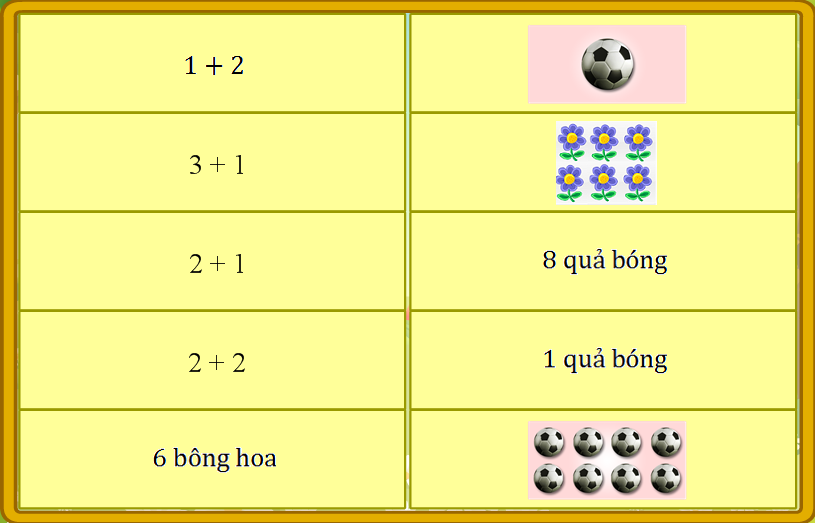 1 + 2
3 + 1
2 + 1
8 quả bóng
2 + 2
1 quả bóng
6 bông hoa